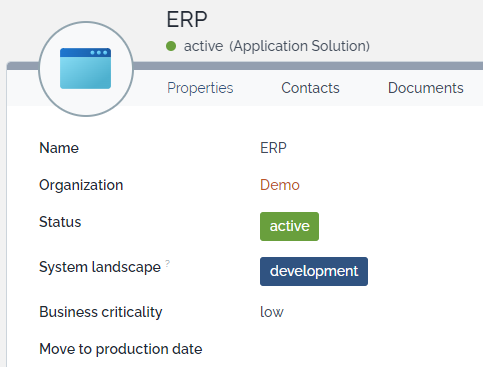 ERP
active (Application Solution)
Properties Contacts Documents
Name ERP
Organization Demo
Status active
System landscape ? development
Business criticality low
Move to production date